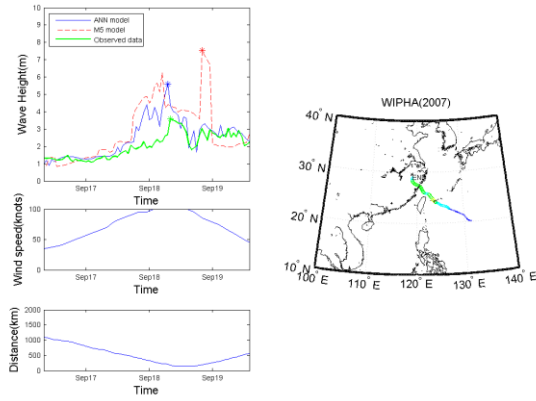 ANN model
M5 model
Observed data
Wave Height(m)
10
9
8
7
6
5
4
3
2
1
0
Sep17
Sep18
Sep19
Time
Wind speed(knots)
100
50
0
Sep17
Sep18
Sep19
Time
Distance(km)
2000
1500
1000
500
0
Sep17
Sep18
Sep19
Time
WIPHA(2007)
40° N
30° N
20° N
10° N
100° E
110° E
120° E
130° E
140° E